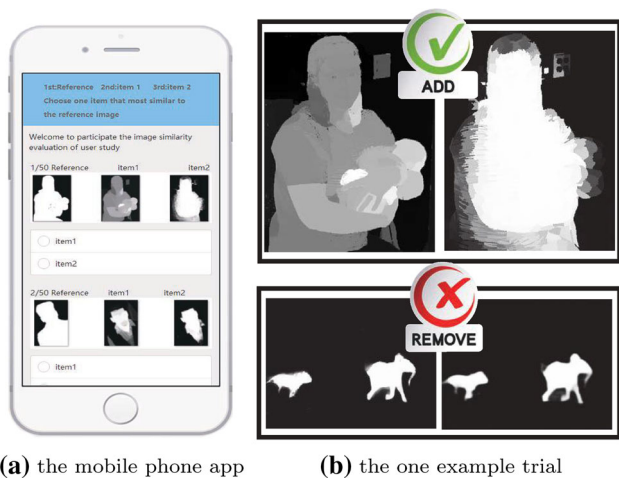 1st:Reference 2nd:item 1 3rd:item 2
Choose one item that most similar to
the reference image
Welcome to participate the image similarity
evaluation of user study
1/50 Reference item1 item2
item1
item2
2/50 Reference item1 item2
item1
ADD
REMOVE
(a) the mobile phone app
(b) the one example trial